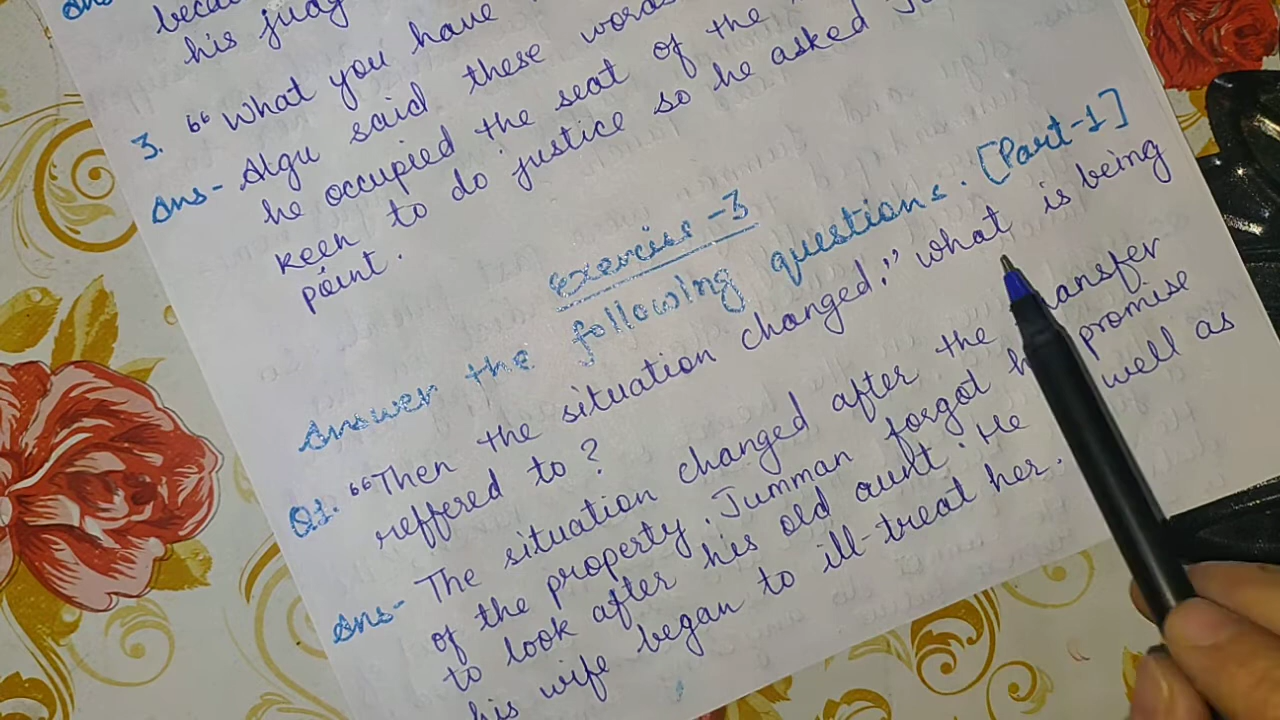 Ans
his judg
3. "What you have
Ans- Algu said these words
he occupied the seat of the
keen to do justice so he asked
point.
Exercise -3
Answer the following questions. [Part-1]
Q1. "Then the situation changed." what is being
reffered to?
Ans- The situation changed after the transfer
of the property. Jumman forgot his promise
to look after his old aunt. He well as
his wife began to ill-treat her.